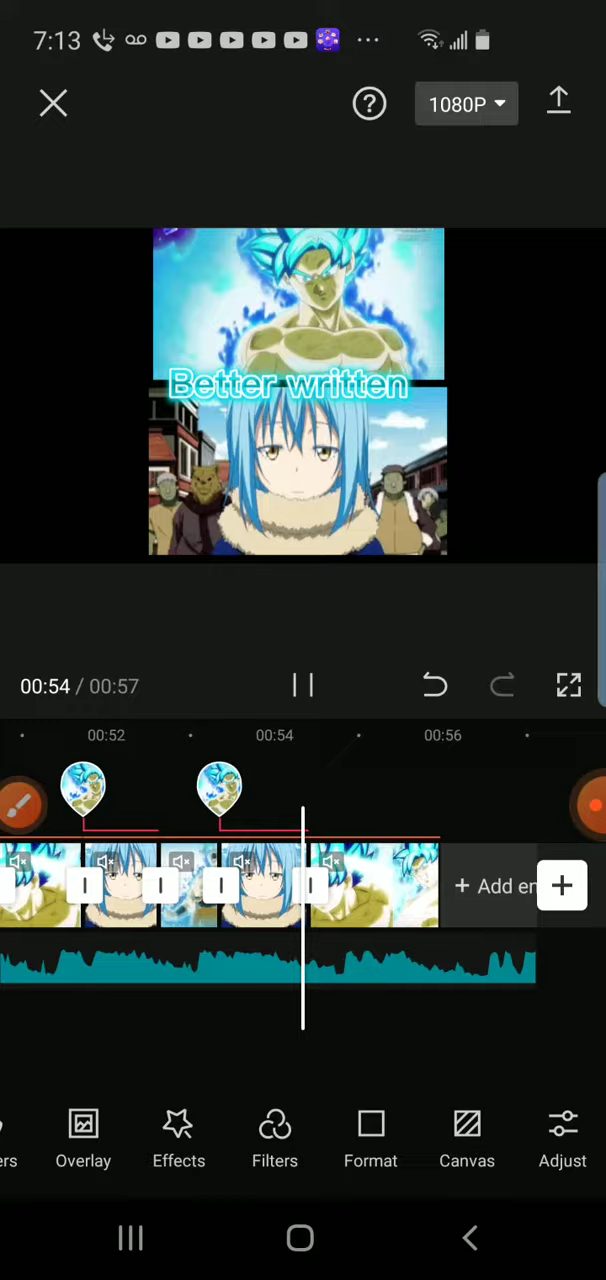 7:13
1080P
Better written
00:54 / 00:57
00:52
00:54
00:56
+ Add en
ers
Overlay
Effects
Filters
Format
Canvas
Adjust